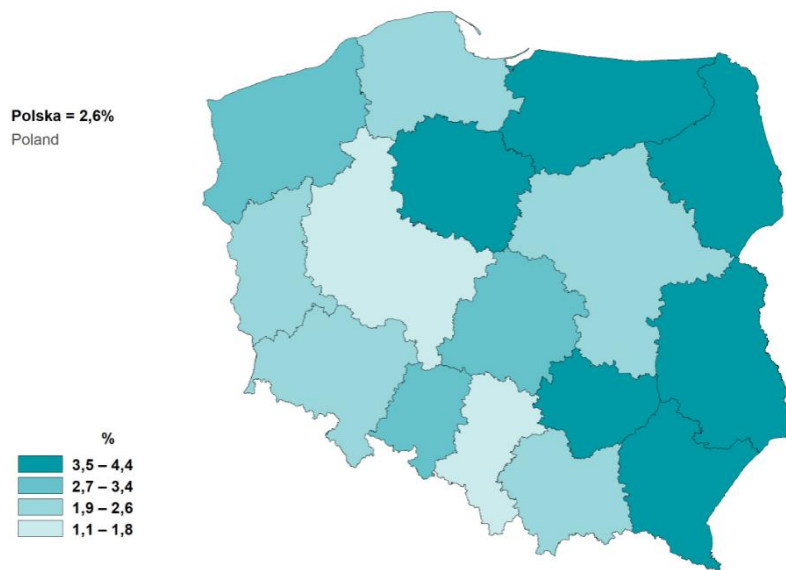 Polska = 2,6%
Poland
%
3,5 – 4,4
2,7 – 3,4
1,9 – 2,6
1,1 – 1,8